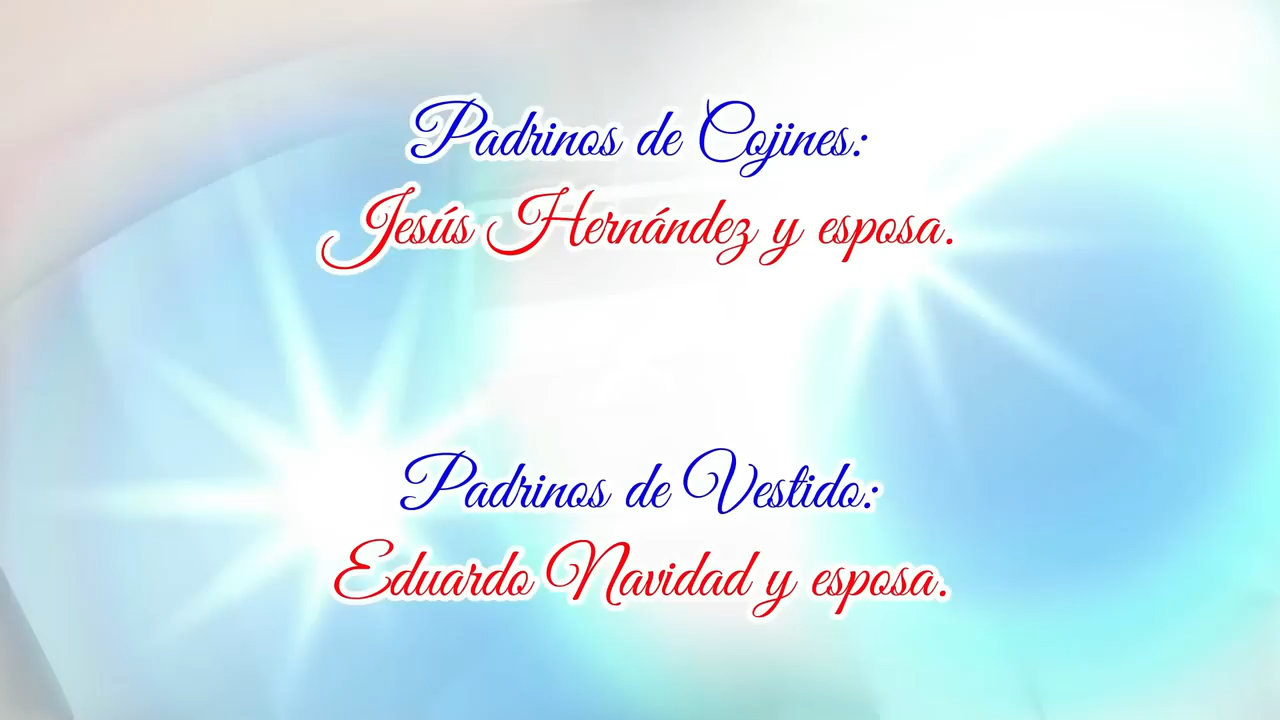 Padrinos de Cojines:
Jesús Hernández y esposa.
Padrinos de Vestido:
Eduardo Navidad y esposa.